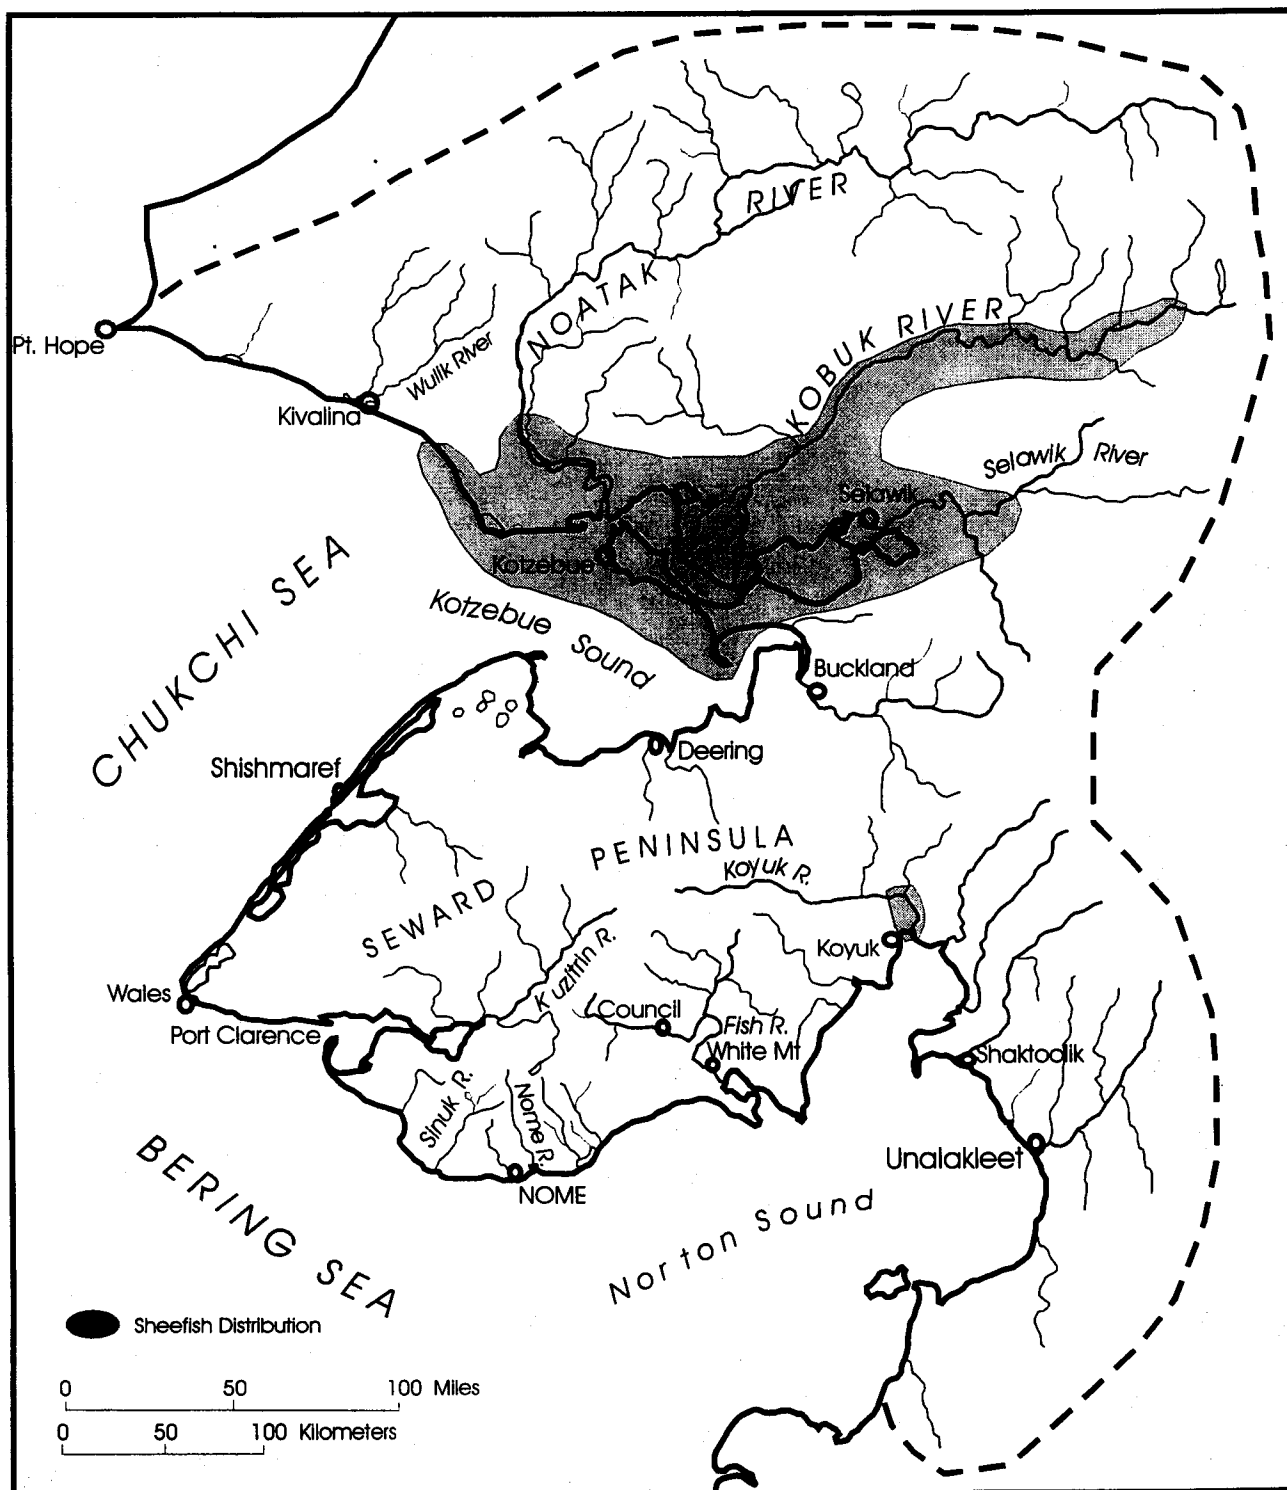 NOATAK RIVER
KOBUK RIVER
Pt. Hope
Wulik River
Kivalina
Selawik River
Selawik
Kotzebue
Kotzebue Sound
CHUKCHI SEA
Buckland
Deering
Shishmaref
SEWARD PENINSULA
Koyuk R.
Koyuk
Kuzitrin R.
Wales
Port Clarence
Council
Fish R.
White Mt
Shaktoolik
Sinuk R.
Nome R.
NOME
Unalakleet
BERING SEA
Norton Sound
Sheefish Distribution
0 50 100 Miles
0 50 100 Kilometers